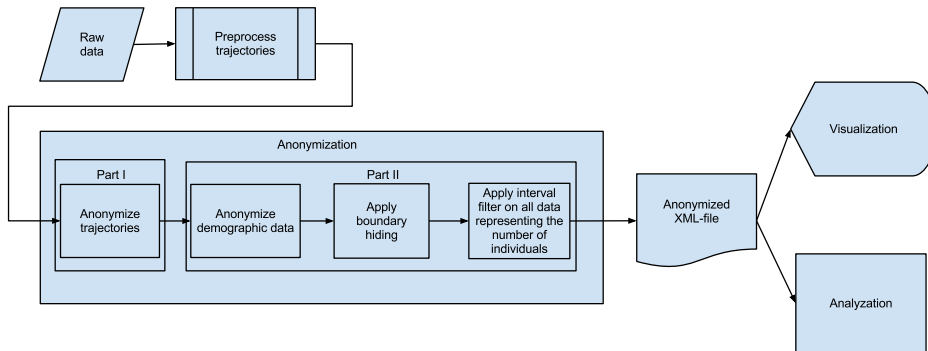 Raw
data
Preprocess
trajectories
Anonymization
Part I
Anonymize
trajectories
Part II
Anonymize
demographic data
Apply
boundary
hiding
Apply interval
filter on all data
representing the
number of
individuals
Anonymized
XML-file
Visualization
Analyzation